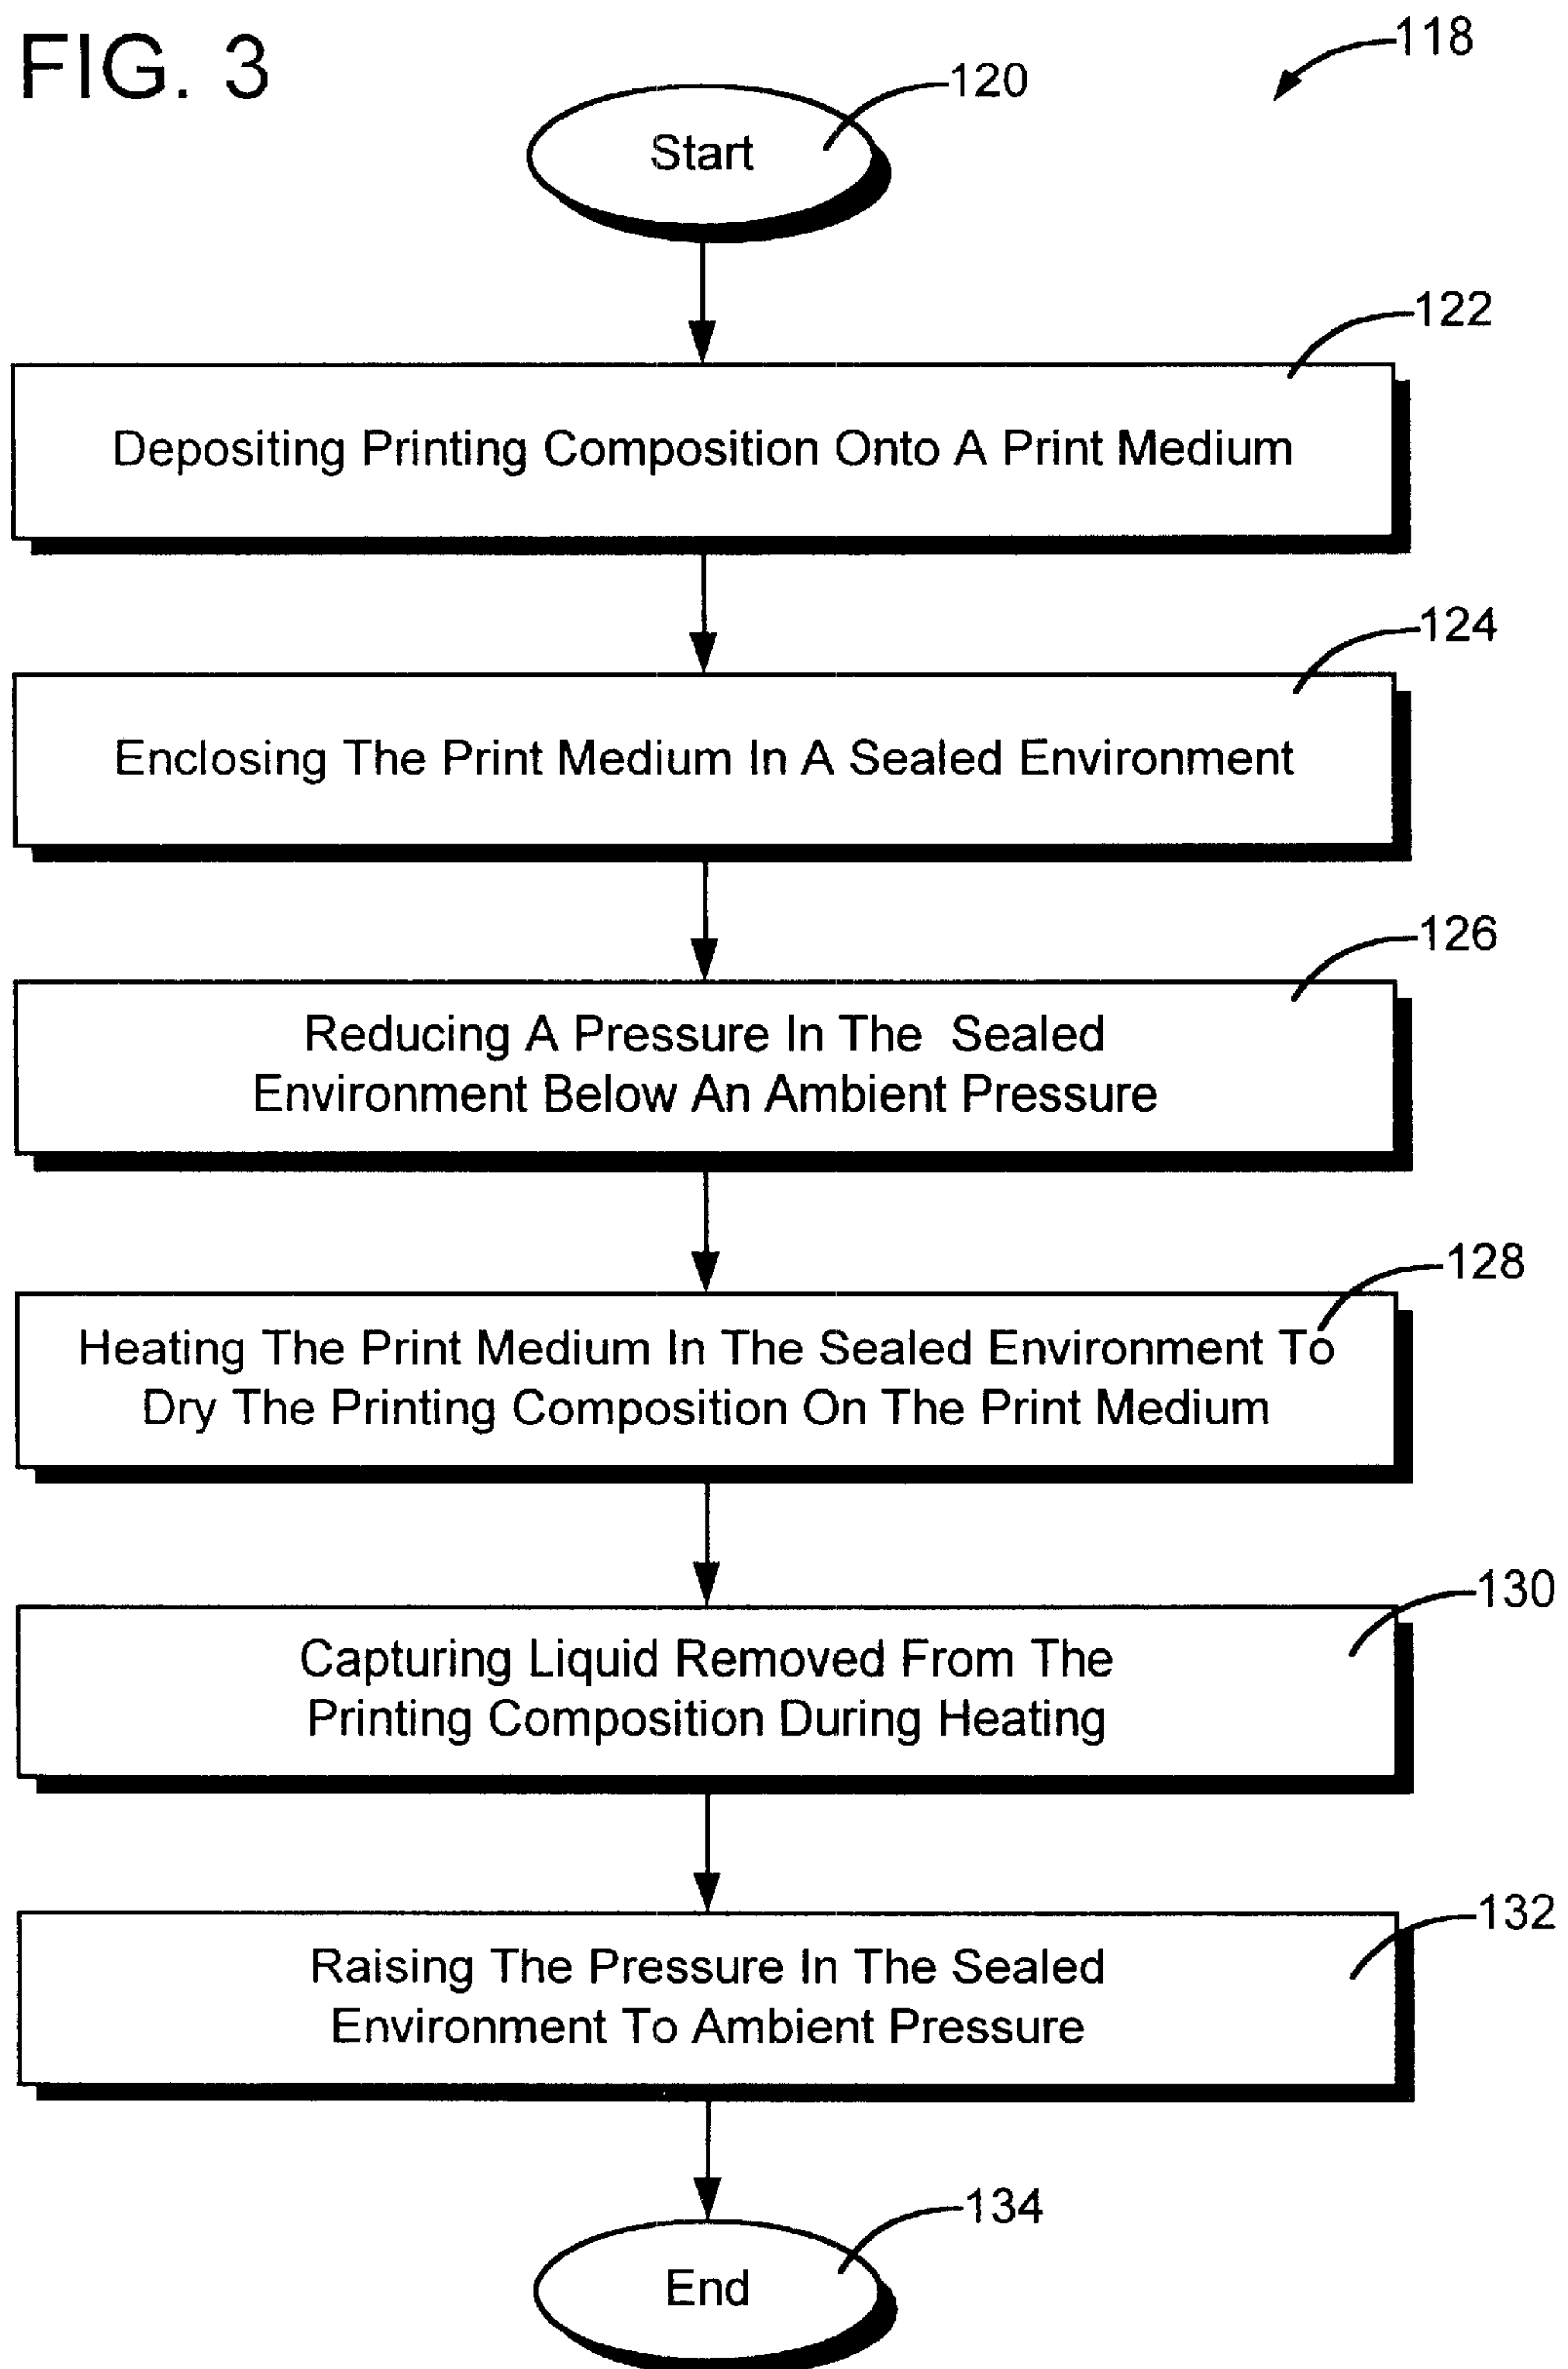 FIG. 3
118
120
Start
122
Depositing Printing Composition Onto A Print Medium
124
Enclosing The Print Medium In A Sealed Environment
126
Reducing A Pressure In The Sealed
Environment Below An Ambient Pressure
128
Heating The Print Medium In The Sealed Environment To
Dry The Printing Composition On The Print Medium
130
Capturing Liquid Removed From The
Printing Composition During Heating
132
Raising The Pressure In The Sealed
Environment To Ambient Pressure
134
End